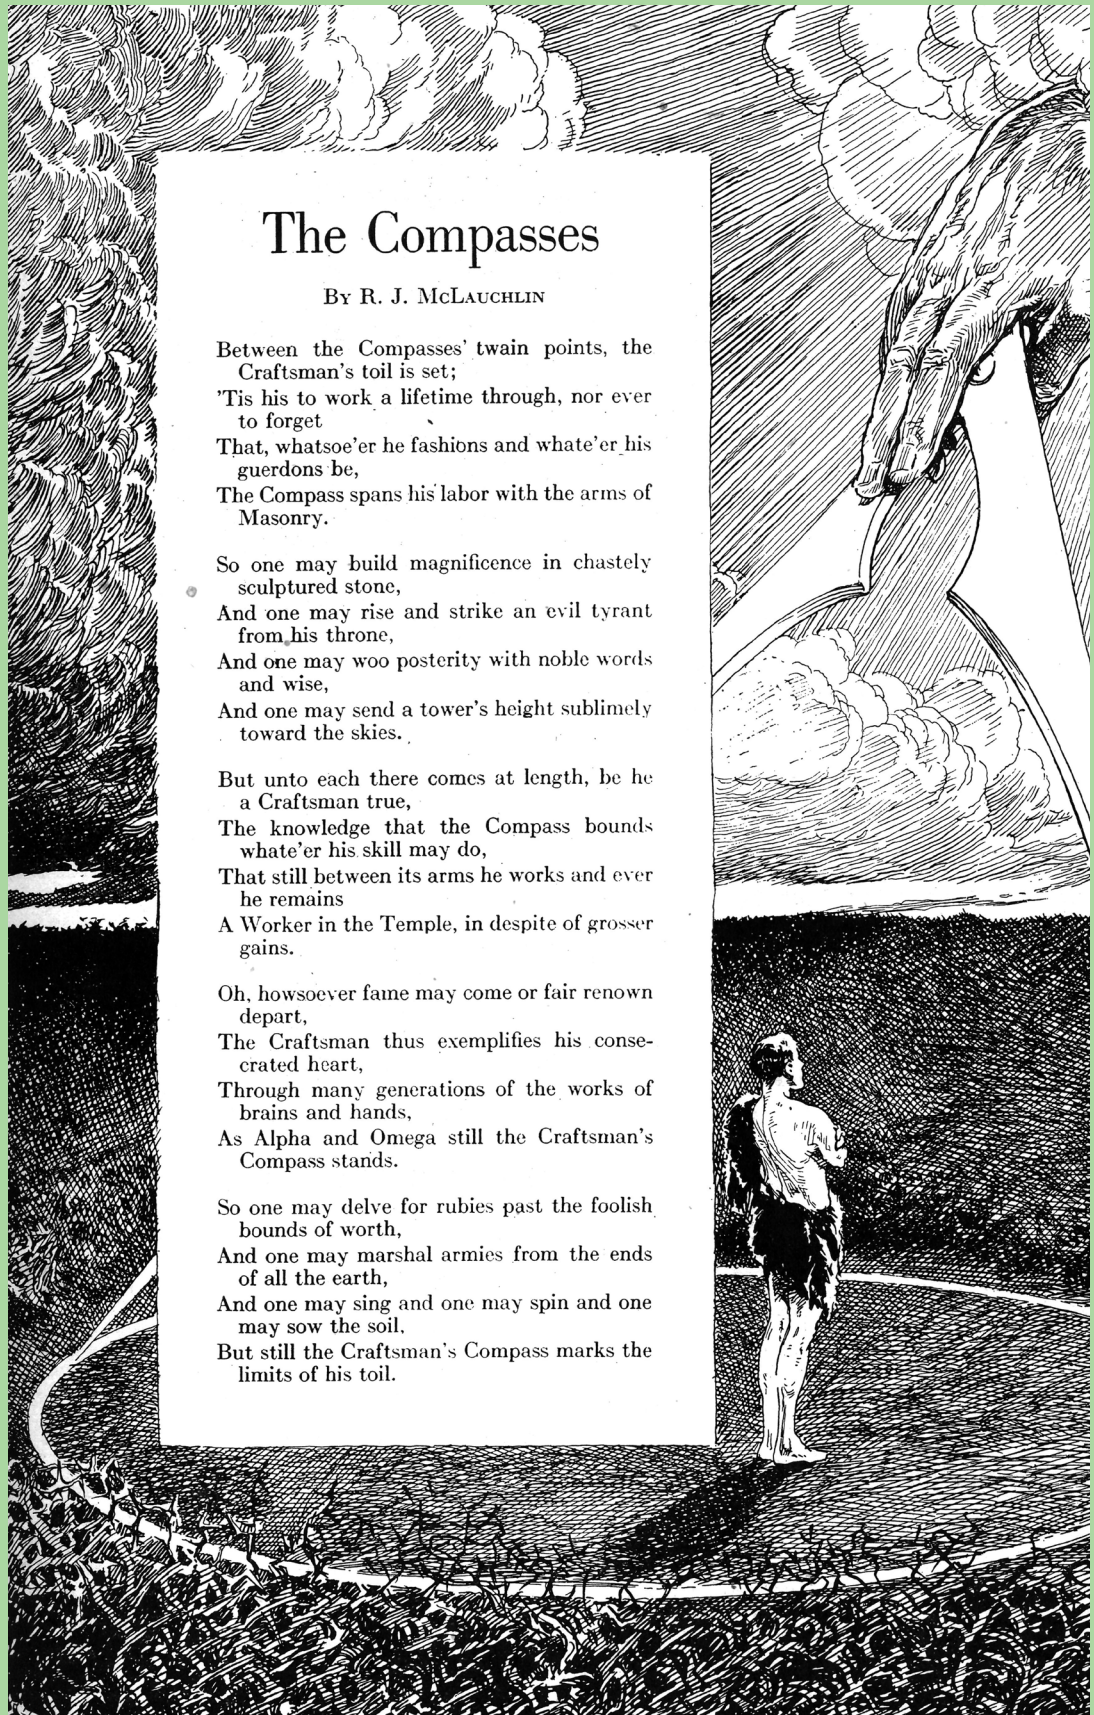 The Compasses
By R. J. McLauchlin
Between the Compasses' twain points, the
Craftsman's toil is set;
'Tis his to work a lifetime through, nor ever
to forget
That, whatsoe'er he fashions and whate'er his
guerdons be,
The Compass spans his labor with the arms of
Masonry.
So one may build magnificence in chastely
sculptured stone,
And one may rise and strike an evil tyrant
from his throne,
And one may woo posterity with noble words
and wise,
And one may send a tower's height sublimely
toward the skies.
But unto each there comes at length, be he
a Craftsman true,
The knowledge that the Compass bounds
whate'er his skill may do,
That still between its arms he works and ever
he remains
A Worker in the Temple, in despite of grosser
gains.
Oh, howsoever fame may come or fair renown
depart,
The Craftsman thus exemplifies his conse-
crated heart,
Through many generations of the works of
brains and hands,
As Alpha and Omega still the Craftsman's
Compass stands.
So one may delve for rubies past the foolish
bounds of worth,
And one may marshal armies from the ends
of all the earth,
And one may sing and one may spin and one
may sow the soil,
But still the Craftsman's Compass marks the
limits of his toil.